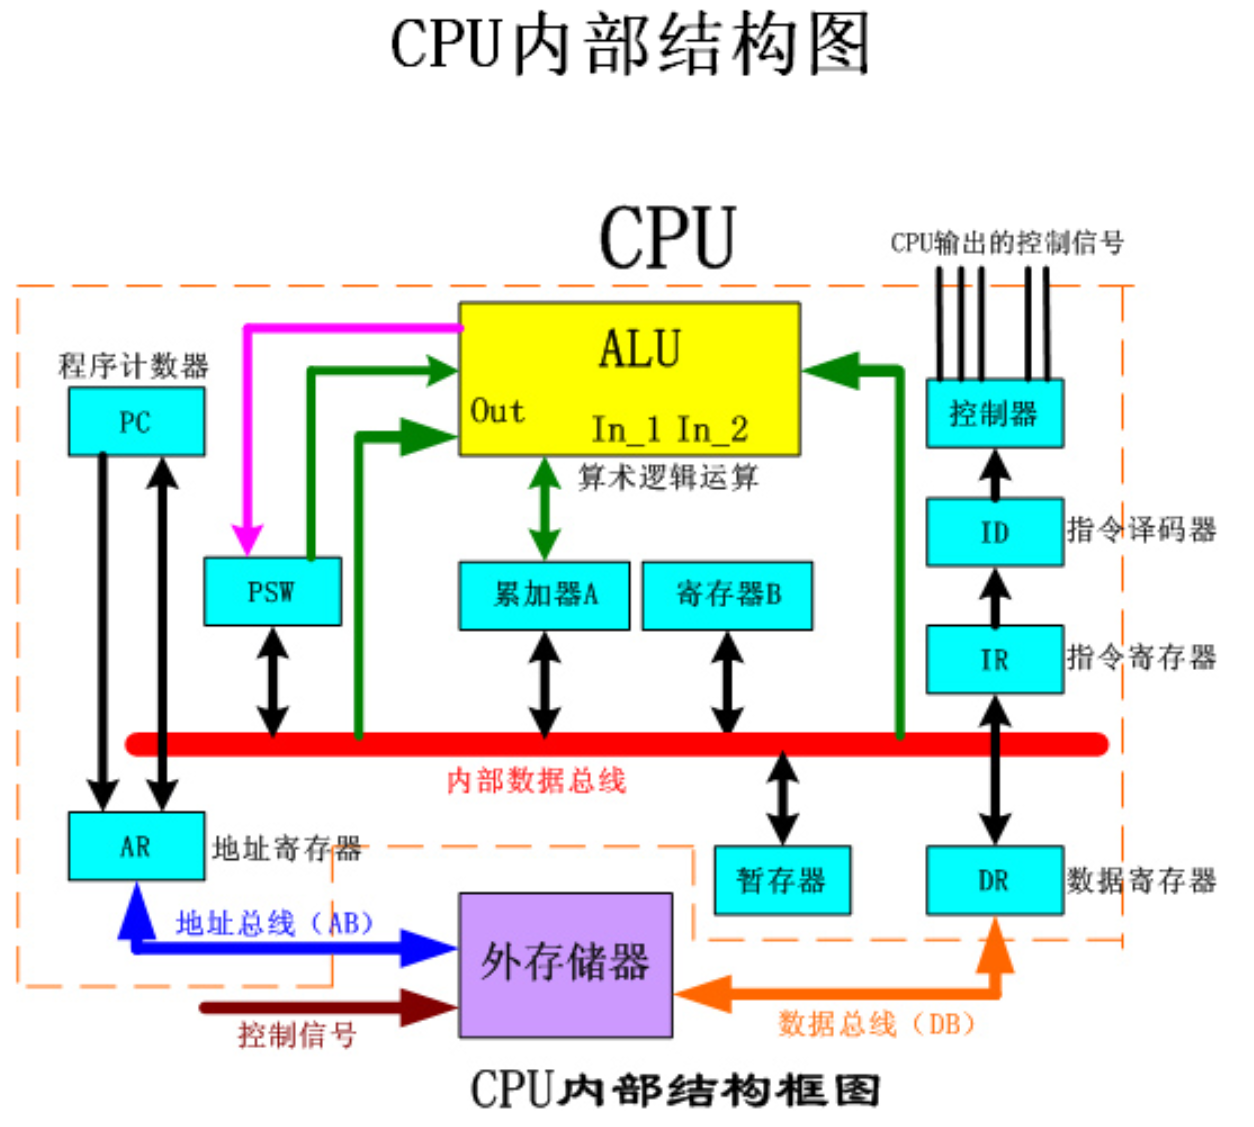 CPU内部结构图
CPU
CPU输出的控制信号
程序计数器
PC
ALU
Out
In_1 In_2
算术逻辑运算
控制器
ID
指令译码器
PSW
累加器A
寄存器B
IR
指令寄存器
内部数据总线
AR
地址寄存器
暂存器
DR
数据寄存器
地址总线（AB）
外存储器
控制信号
数据总线（DB）
CPU内部结构框图